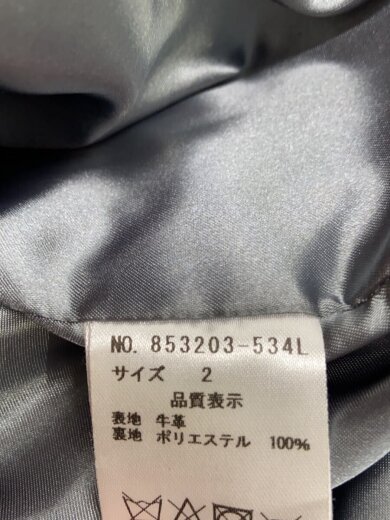 NO. 853203-534L
サイズ 2
品質表示
表地 牛革
裏地 ポリエステル 100%